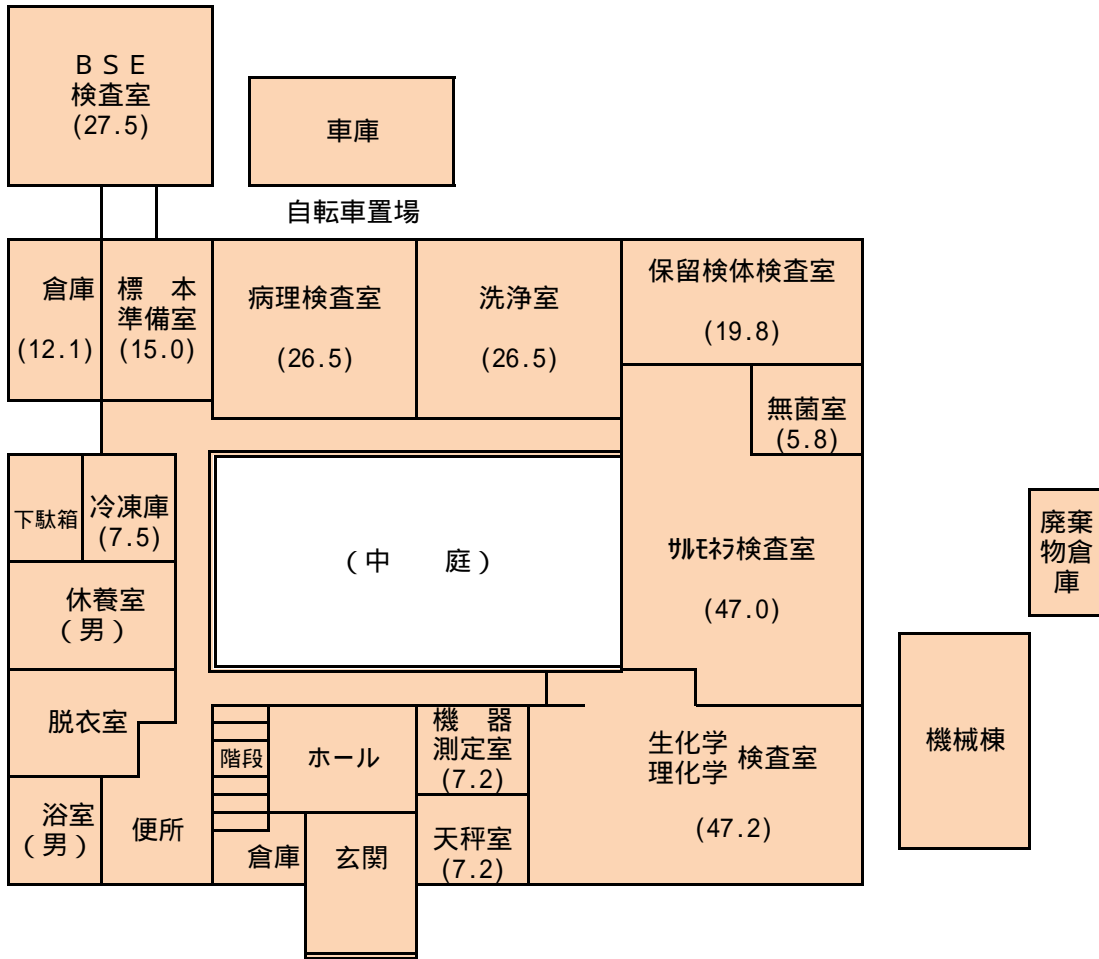 ＢＳＥ
検査室
(27.5)
車庫
自転車置場
倉庫
(12.1)
標　本
準備室
(15.0)
病理検査室
(26.5)
洗浄室
(26.5)
保留検体検査室
(19.8)
無菌室
(5.8)
下駄箱
冷凍庫
(7.5)
（中　　庭）
ｻﾙﾓﾈﾗ検査室
(47.0)
廃棄
物倉
庫
休養室
（男）
脱衣室
階段
ホール
機　器
測定室
(7.2)
生化学
理化学
検査室
(47.2)
機械棟
浴室
（男）
便所
倉庫
玄関
天秤室
(7.2)